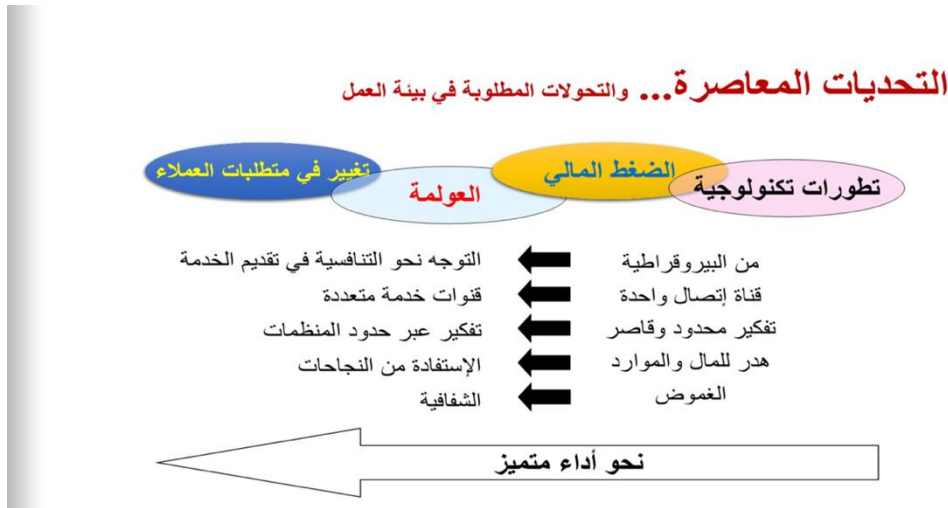 التحديات المعاصرة... والتحولات المطلوبة في بيئة العمل
تطورات تكنولوجية
الضغط المالي
العولمة
تغيير في متطلبات العملاء
من البيروقراطية
التوجه نحو التنافسية في تقديم الخدمة
قناة إتصال واحدة
قنوات خدمة متعددة
تفكير محدود وقاصر
تفكير عبر حدود المنظمات
هدر للمال والموارد
الإستفادة من النجاحات
الغموض
الشفافية
نحو أداء متميز